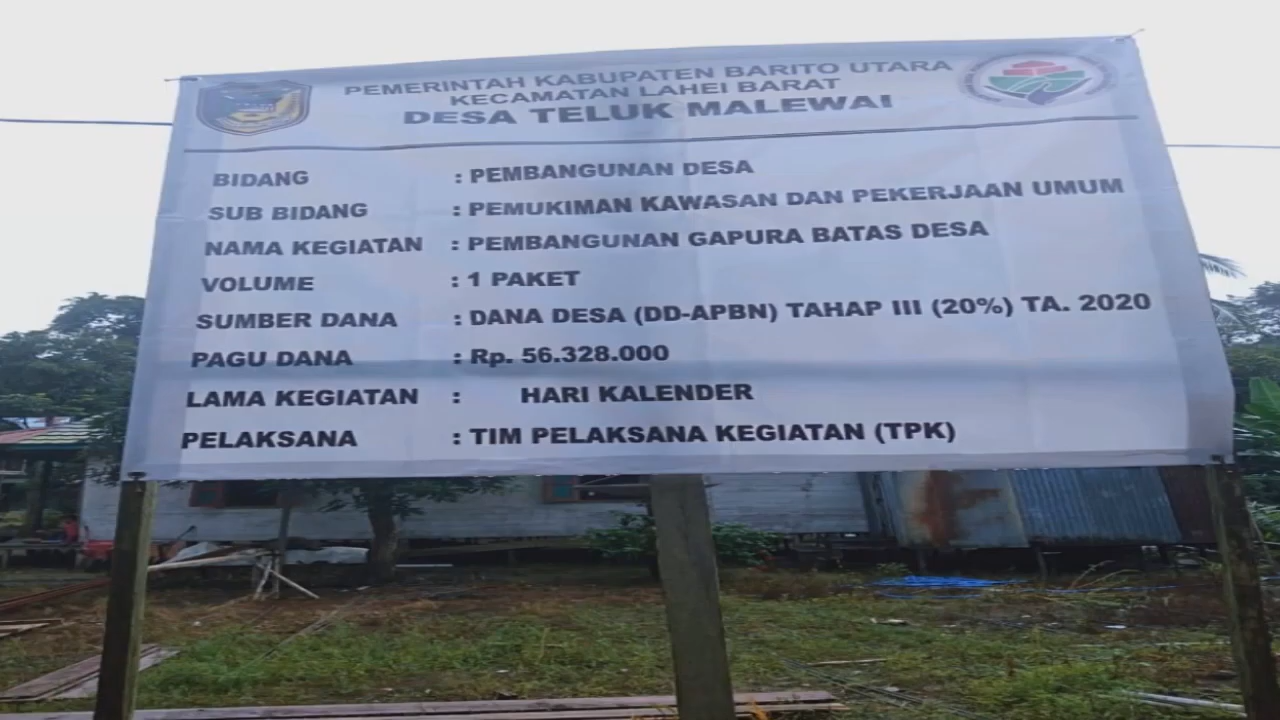 PEMERINTAH KABUPATEN BARITO UTARA
KECAMATAN LAHEI BARAT
DESA TELUK MALEWAI
BIDANG : PEMBANGUNAN DESA
SUB BIDANG : PEMUKIMAN KAWASAN DAN PEKERJAAN UMUM
NAMA KEGIATAN : PEMBANGUNAN GAPURA BATAS DESA
VOLUME : 1 PAKET
SUMBER DANA : DANA DESA (DD-APBN) TAHAP III (20%) TA. 2020
PAGU DANA : Rp. 56.328.000
LAMA KEGIATAN : HARI KALENDER
PELAKSANA : TIM PELAKSANA KEGIATAN (TPK)